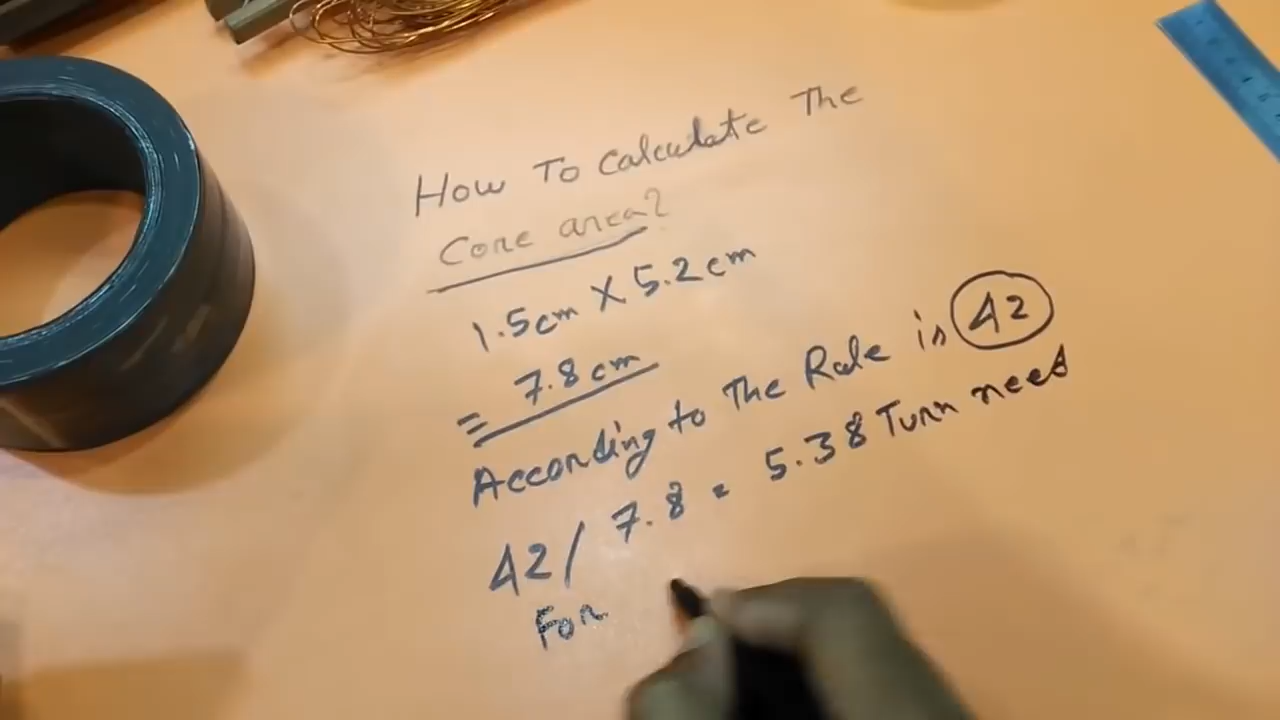 How To Calculate The
Core area?
1.5cm X 5.2cm
= 7.8cm
According to The Rule is 42
42/ 7.8 = 5.38 Turn need
For